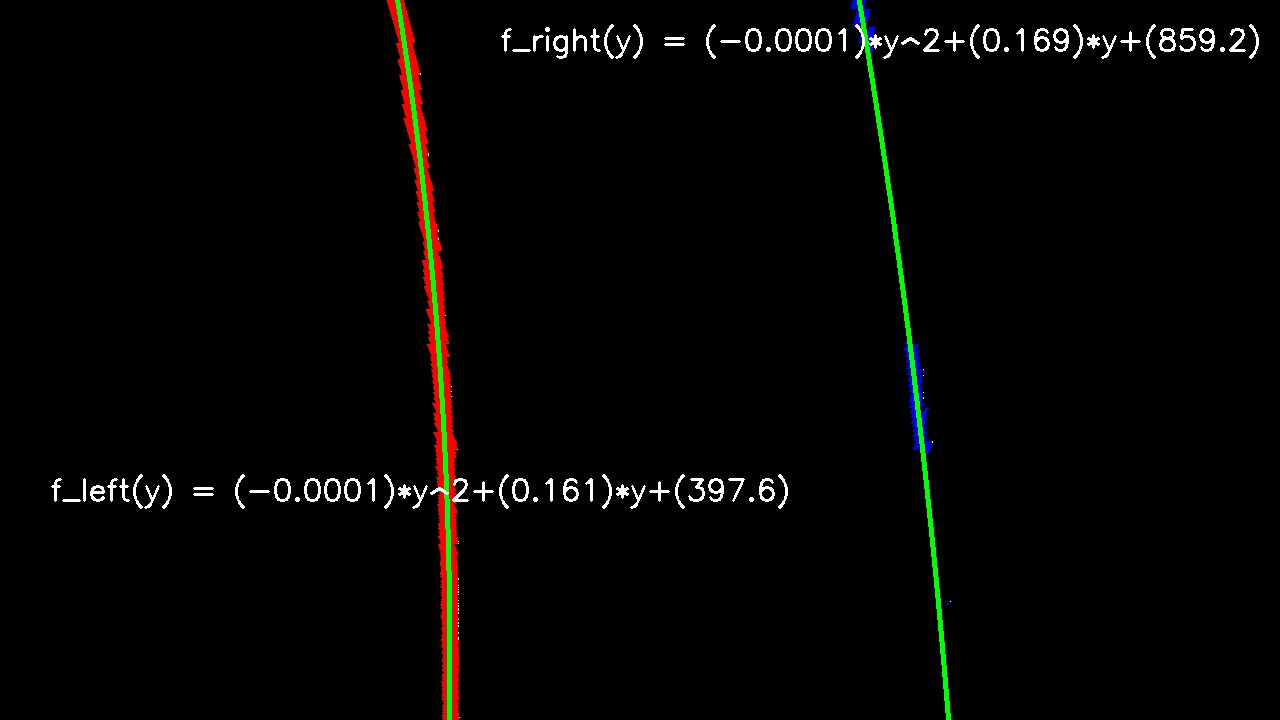 f_right(y) = (-0.0001)*y^2+(0.169)*y+(859.2)
f_left(y) = (-0.0001)*y^2+(0.161)*y+(397.6)